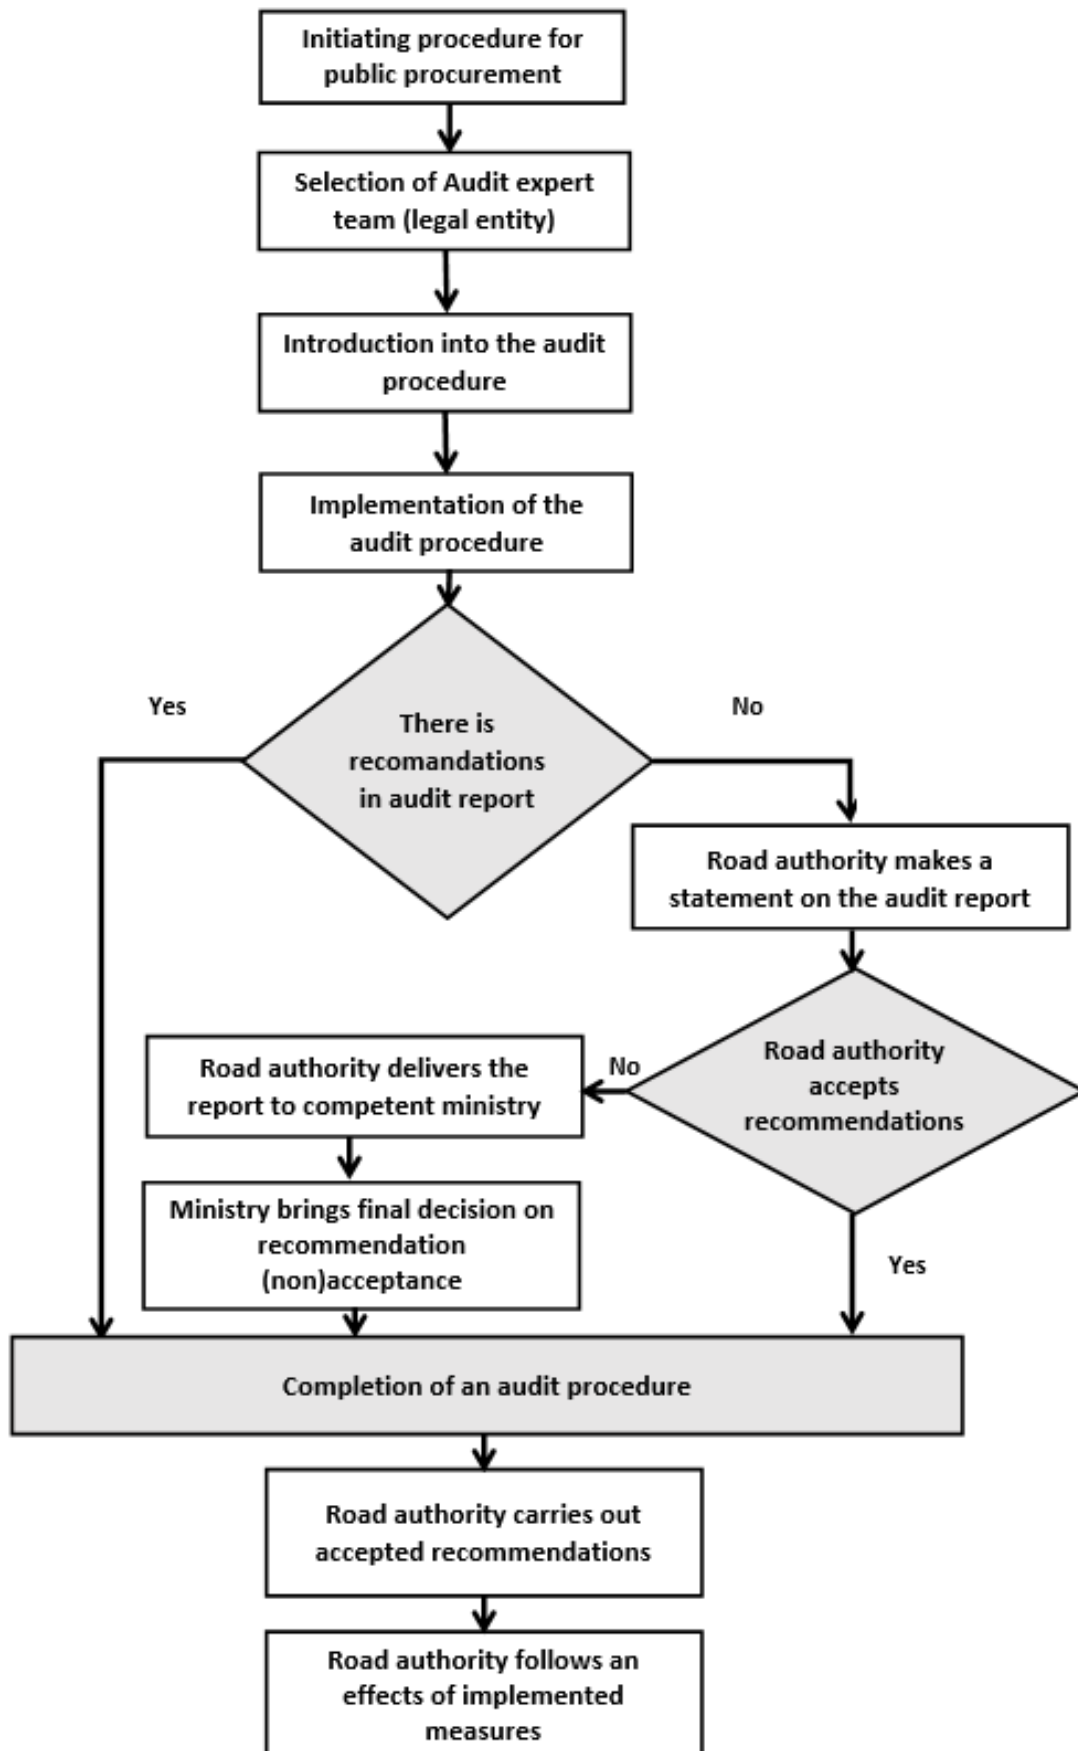 Initiating procedure for
public procurement
Selection of Audit expert
team (legal entity)
Introduction into the audit
procedure
Implementation of the
audit procedure
Yes
No
There is
recomandations
in audit report
Road authority makes a
statement on the audit report
Road authority
accepts
recommendations
No
Road authority delivers the
report to competent ministry
Ministry brings final decision on
recommendation
(non)acceptance
Yes
Completion of an audit procedure
Road authority carries out
accepted recommendations
Road authority follows an
effects of implemented
measures